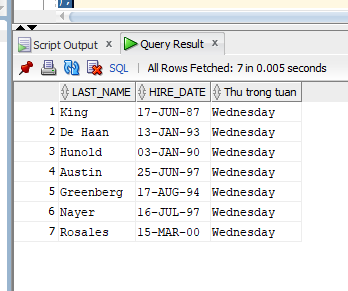 Script Output x Query Result x
SQL | All Rows Fetched: 7 in 0.005 seconds
LAST_NAME HIRE_DATE Thu trong tuan
1 King 17-JUN-87 Wednesday
2 De Haan 13-JAN-93 Wednesday
3 Hunold 03-JAN-90 Wednesday
4 Austin 25-JUN-97 Wednesday
5 Greenberg 17-AUG-94 Wednesday
6 Nayer 16-JUL-97 Wednesday
7 Rosales 15-MAR-00 Wednesday